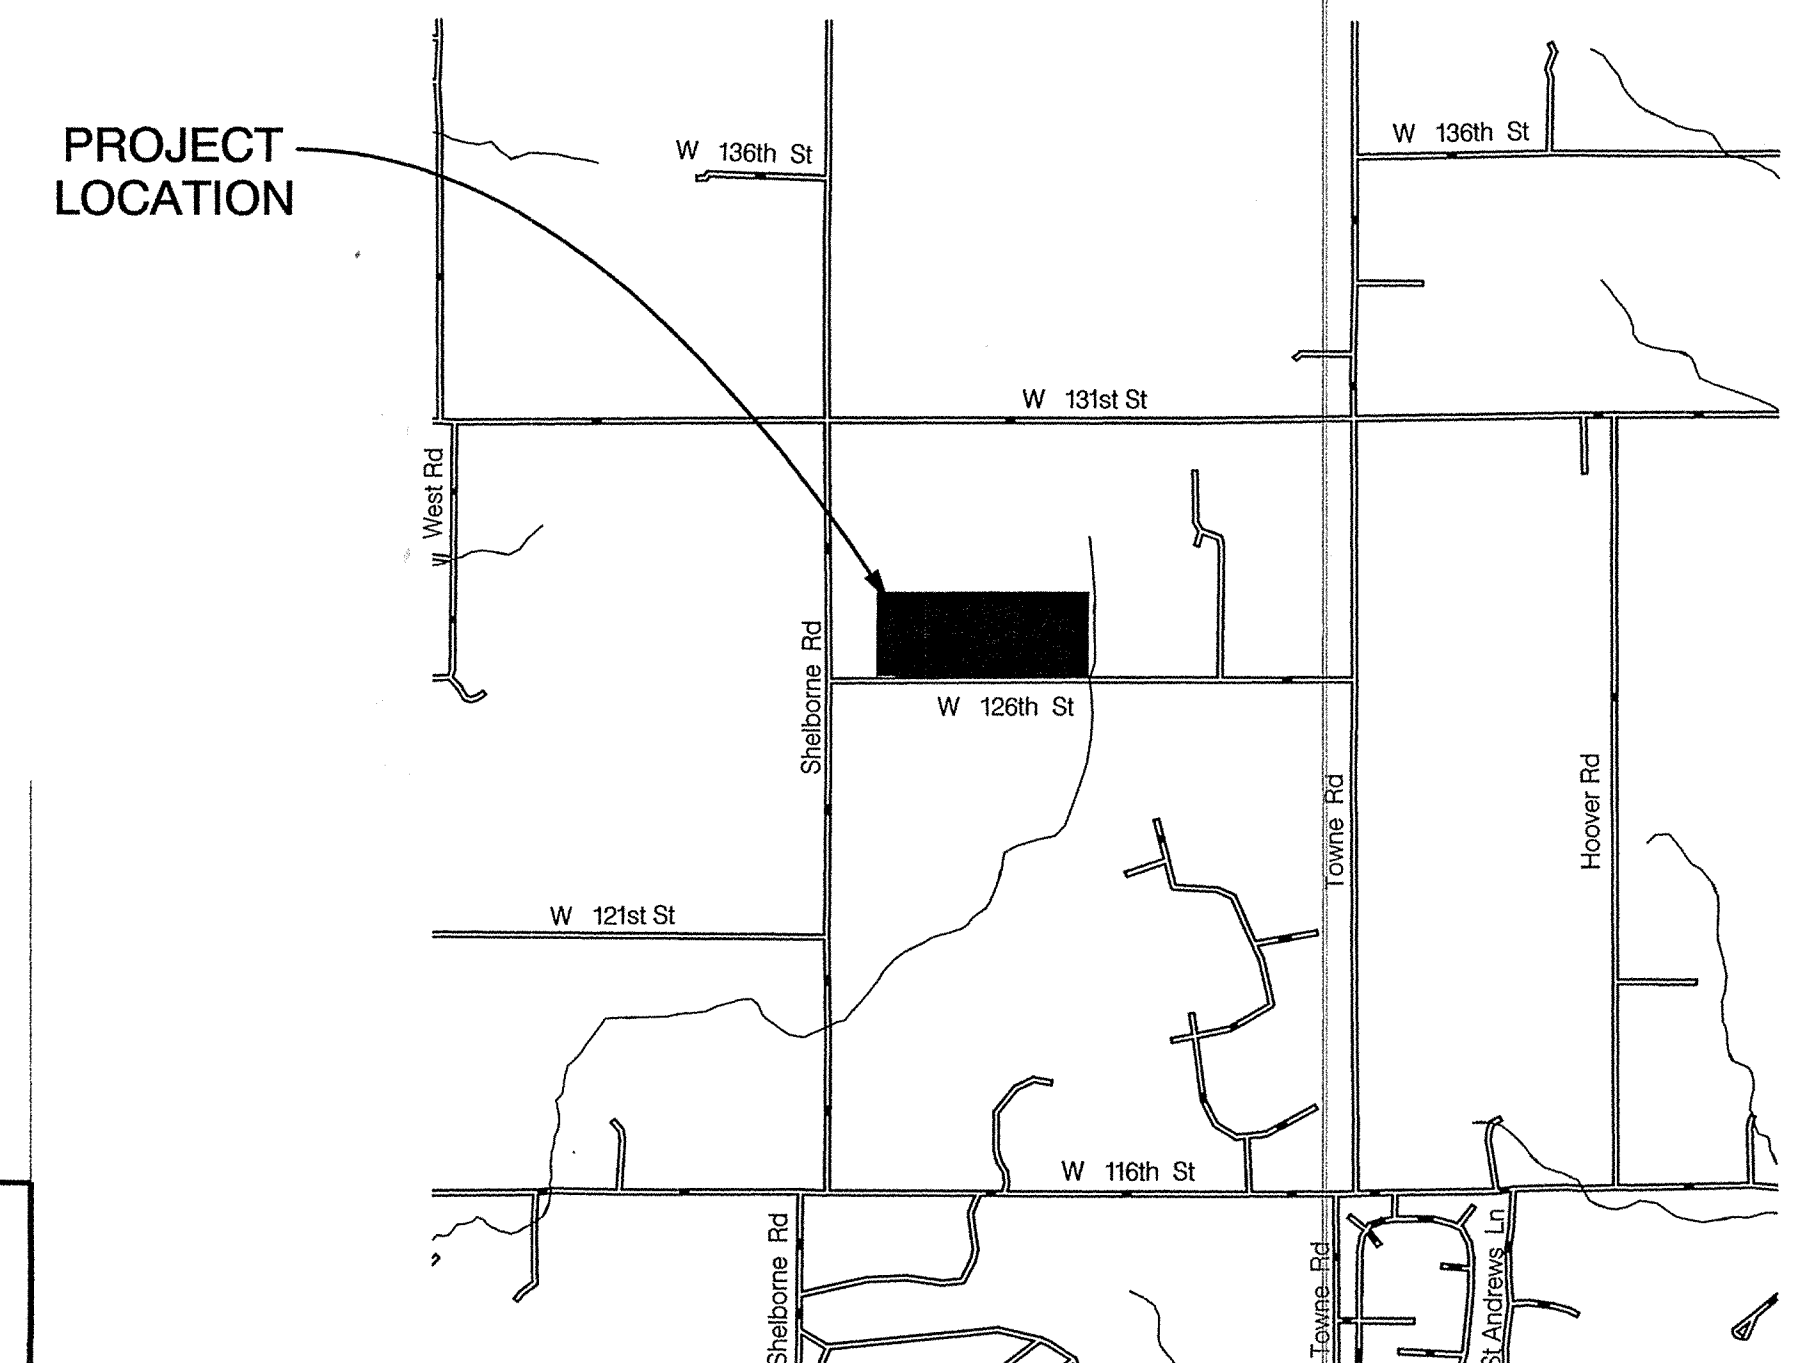 PROJECT
LOCATION
W 136th St
W 136th St
W 131st St
West Rd
Shelborne Rd
W 126th St
Towne Rd
Hoover Rd
W 121st St
W 116th St
Shelborne Rd
Towne Rd
St Andrews Ln